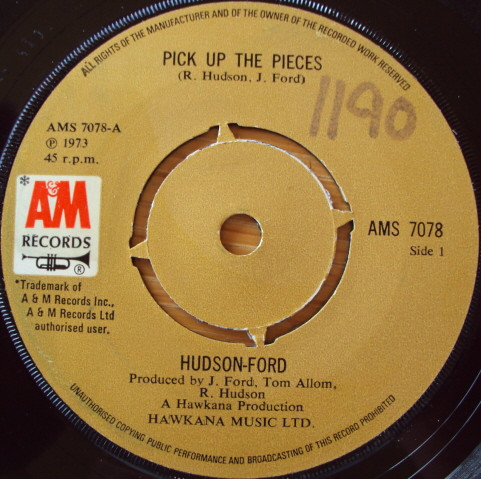 ALL RIGHTS OF THE MANUFACTURER AND OF THE OWNER OF THE RECORDED WORK RESERVED
PICK UP THE PIECES
(R. Hudson, J. Ford)
1190
AMS 7078-A
℗ 1973
45 r.p.m.
*
A&M
RECORDS
®
*Trademark of
A & M Records Inc.,
A & M Records Ltd
authorised user.
AMS 7078
Side 1
HUDSON-FORD
Produced by J. Ford, Tom Allom,
R. Hudson
A Hawkana Production
HAWKANA MUSIC LTD.
UNAUTHORISED COPYING PUBLIC PERFORMANCE AND BROADCASTING OF THIS RECORD PROHIBITED